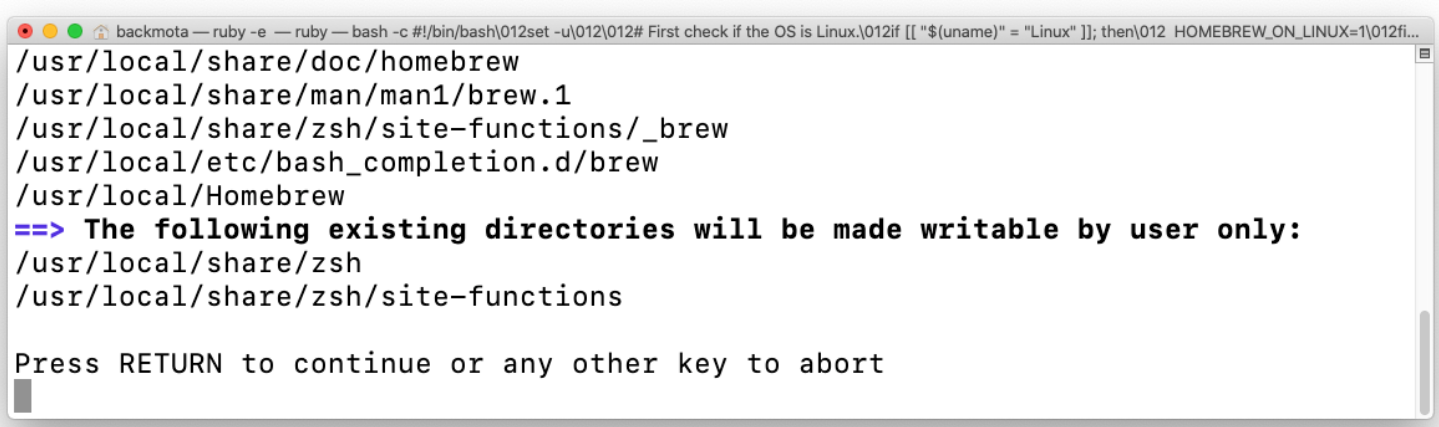 backmota — ruby -e — ruby — bash -c #!/bin/bash\012set -u\012\012# First check if the OS is Linux.\012if [[ "$(uname)" = "Linux" ]]; then\012 HOMEBREW_ON_LINUX=1\012fi...
/usr/local/share/doc/homebrew
/usr/local/share/man/man1/brew.1
/usr/local/share/zsh/site-functions/_brew
/usr/local/etc/bash_completion.d/brew
/usr/local/Homebrew
==> The following existing directories will be made writable by user only:
/usr/local/share/zsh
/usr/local/share/zsh/site-functions
Press RETURN to continue or any other key to abort